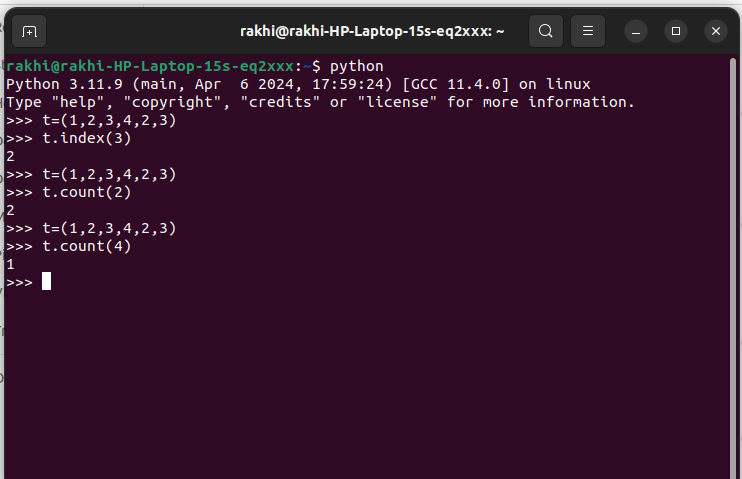 rakhi@rakhi-HP-Laptop-15s-eq2xxx: ~
rakhi@rakhi-HP-Laptop-15s-eq2xxx:~$ python
Python 3.11.9 (main, Apr  6 2024, 17:59:24) [GCC 11.4.0] on linux
Type "help", "copyright", "credits" or "license" for more information.
>>> t=(1,2,3,4,2,3)
>>> t.index(3)
2
>>> t=(1,2,3,4,2,3)
>>> t.count(2)
2
>>> t=(1,2,3,4,2,3)
>>> t.count(4)
1
>>>